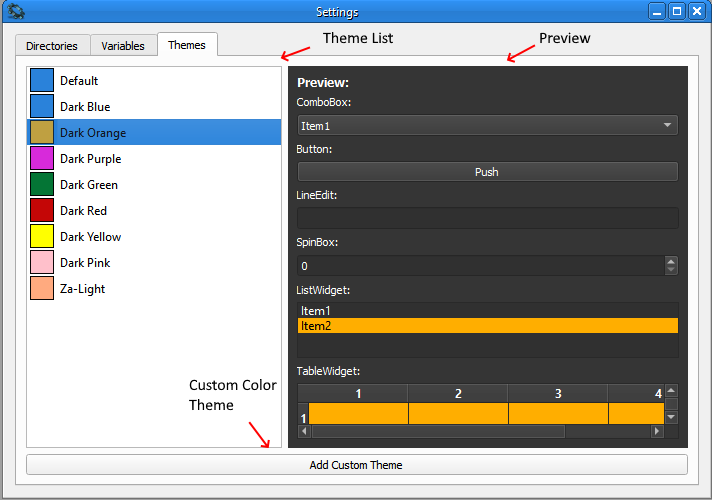 Settings
Directories
Variables
Themes
Theme List
Preview
Default
Dark Blue
Dark Orange
Dark Purple
Dark Green
Dark Red
Dark Yellow
Dark Pink
Za-Light
Custom Color
Theme
Preview:
ComboBox:
Item1
Button:
Push
LineEdit:
SpinBox:
0
ListWidget:
Item1
Item2
TableWidget:
1 2 3 4
1
Add Custom Theme